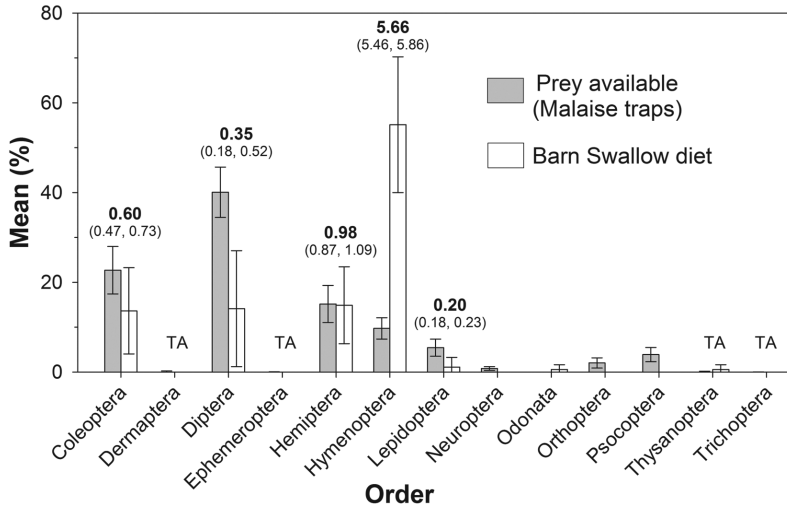 80
60
40
20
0
Mean (%)
0.60
(0.47, 0.73)
TA
0.35
(0.18, 0.52)
TA
0.98
(0.87, 1.09)
5.66
(5.46, 5.86)
0.20
(0.18, 0.23)
TA
TA
Prey available
(Malaise traps)
Barn Swallow diet
Coleoptera
Dermaptera
Diptera
Ephemeroptera
Hemiptera
Hymenoptera
Lepidoptera
Neuroptera
Odonata
Orthoptera
Psocoptera
Thysanoptera
Trichoptera
Order